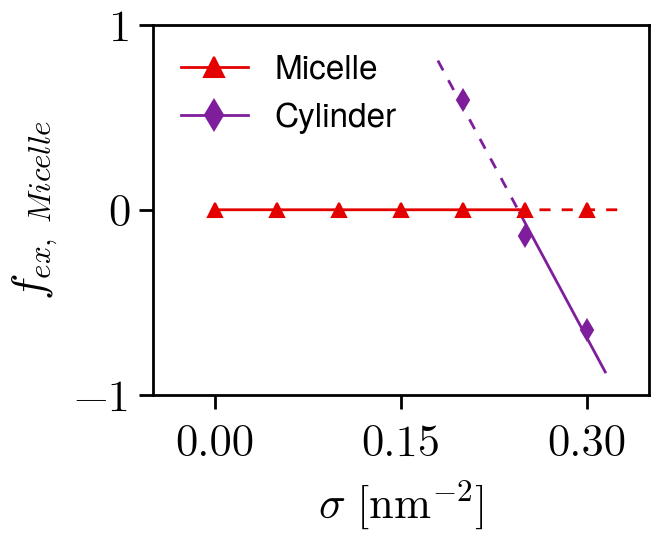 1
Micelle
Cylinder
f_{ex, Micelle}
0
−1
0.00 0.15 0.30
σ [nm⁻²]